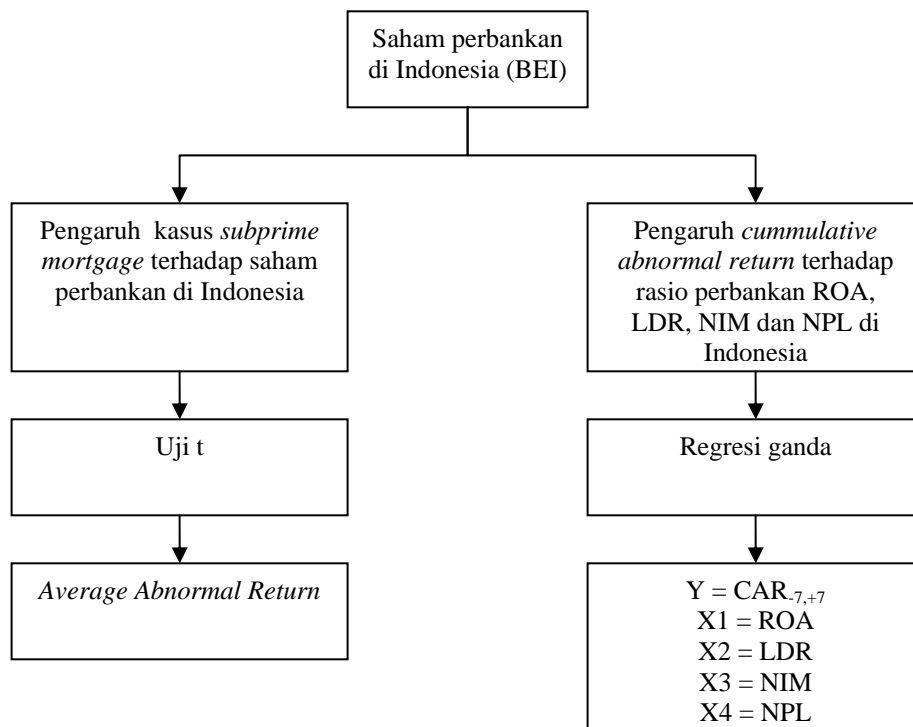 Saham perbankan
di Indonesia (BEI)
Pengaruh kasus subprime
mortgage terhadap saham
perbankan di Indonesia
Pengaruh cummulative
abnormal return terhadap
rasio perbankan ROA,
LDR, NIM dan NPL di
Indonesia
Uji t
Regresi ganda
Average Abnormal Return
Y = CAR-7,+7
X1 = ROA
X2 = LDR
X3 = NIM
X4 = NPL